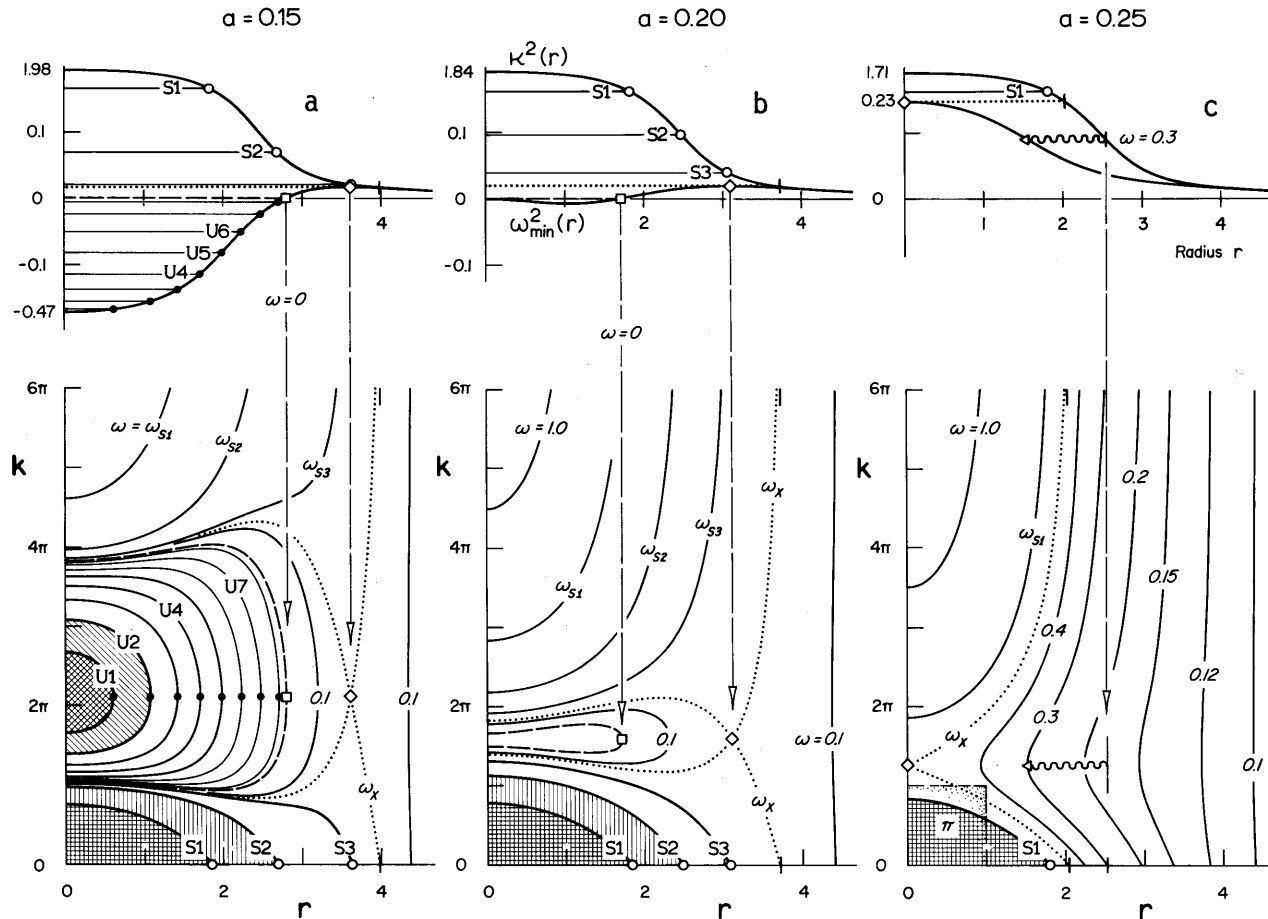 a = 0.15
a = 0.20
a = 0.25
1.98
S1
a
0.1
S2
0
4
-0.1
U6
U5
U4
-0.47
ω=0
1.84
κ²(r)
S1
b
0.1
S2
S3
0
2
4
ω²min(r)
-0.1
ω=0
1.71
S1
0.23
c
ω=0.3
0
0
1
2
3
4
Radius r
6π
ω=ωS1
ωS2
ωS3
k
4π
U7
U4
U2
U1
2π
0.1
0.1
ωX
S1
S2
S3
0
0
2
4
r
6π
ω=1.0
ωX
k
ωS3
ωS2
4π
ωS1
2π
0.1
ω=0.1
ωX
S1
S2
S3
0
0
2
4
r
6π
ω=1.0
0.2
k
ωS1
4π
0.15
0.4
0.12
2π
ωX
0.3
0.1
π
S1
0
0
2
4
r